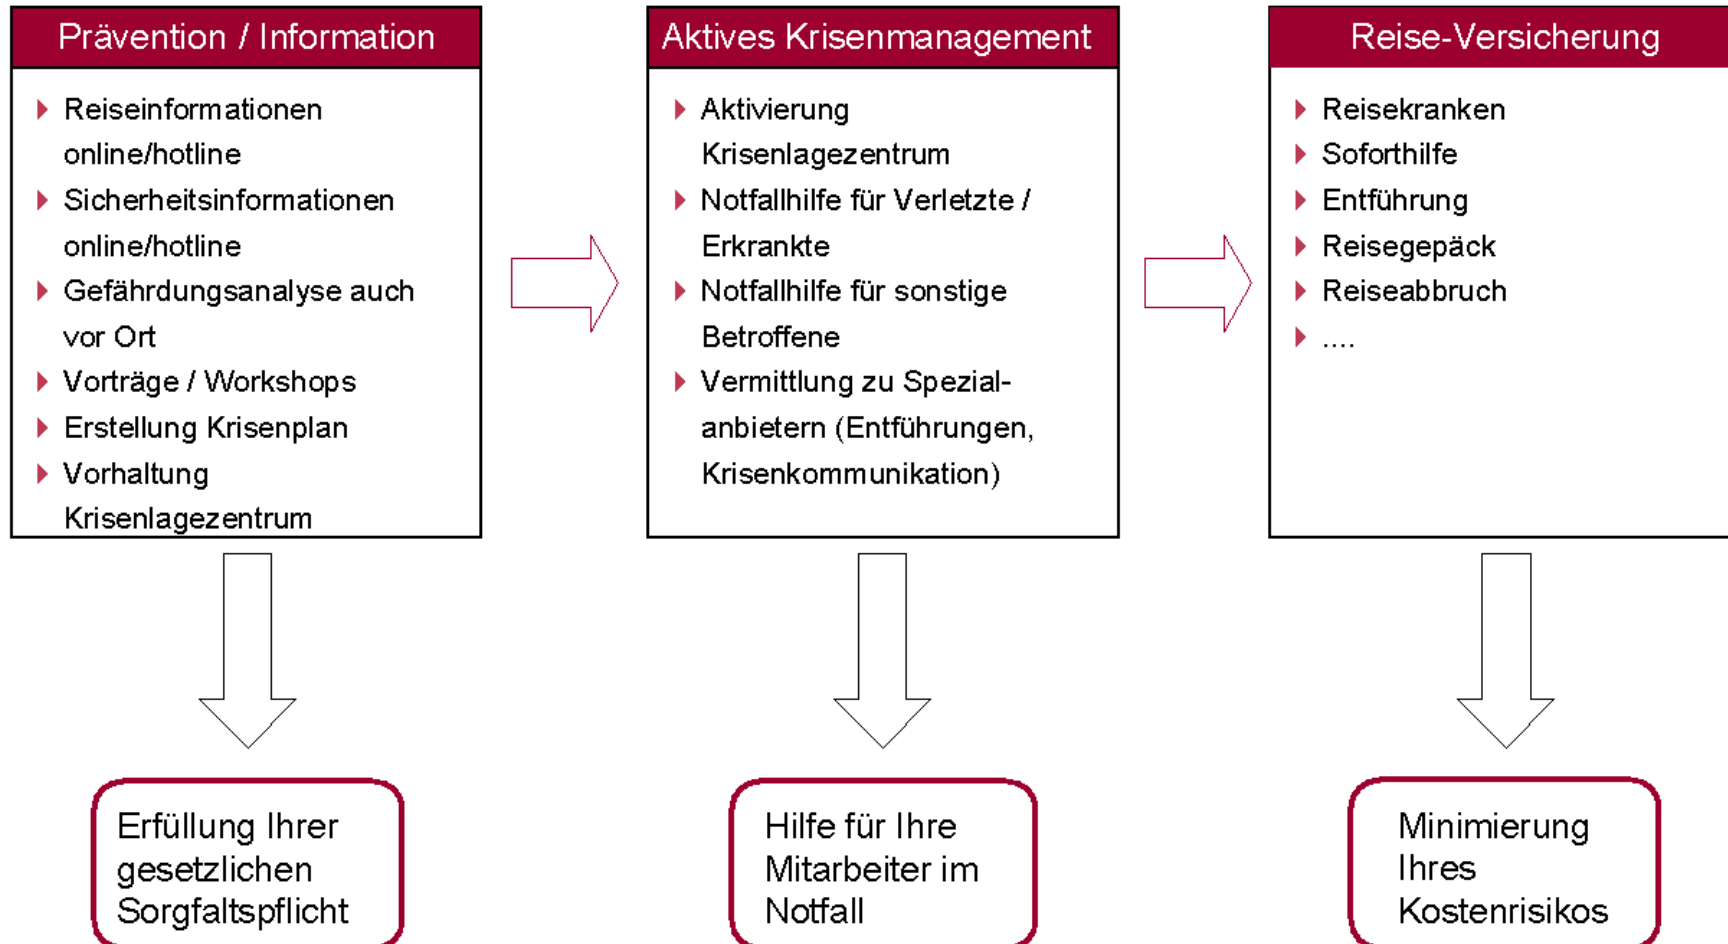 Prävention / Information
Reiseinformationen
online/hotline
Sicherheitsinformationen
online/hotline
Gefährdungsanalyse auch
vor Ort
Vorträge / Workshops
Erstellung Krisenplan
Vorhaltung
Krisenlagezentrum
Aktives Krisenmanagement
Aktivierung
Krisenlagezentrum
Notfallhilfe für Verletzte /
Erkrankte
Notfallhilfe für sonstige
Betroffene
Vermittlung zu Spezial-
anbietern (Entführungen,
Krisenkommunikation)
Reise-Versicherung
Reisekranken
Soforthilfe
Entführung
Reisegepäck
Reiseabbruch
....
Erfüllung Ihrer
gesetzlichen
Sorgfaltspflicht
Hilfe für Ihre
Mitarbeiter im
Notfall
Minimierung
Ihres
Kostenrisikos